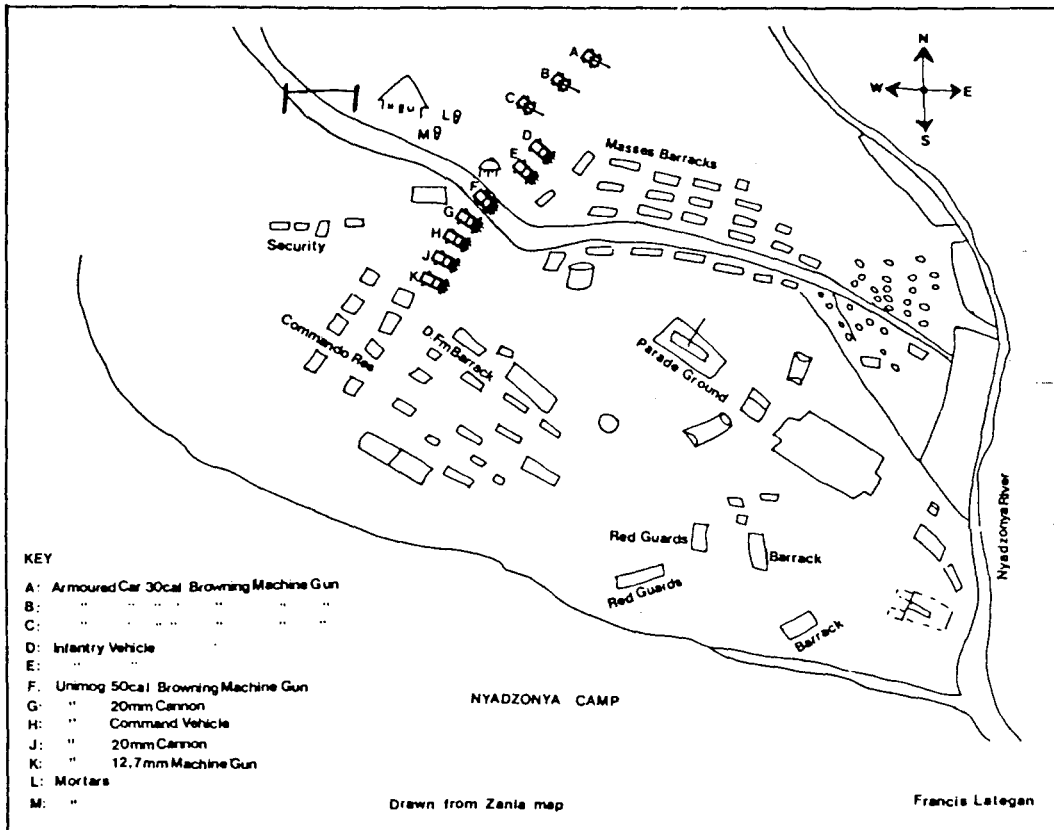 N
W E
S
A
B
C
D
E
L
M
F
G
H
J
K
Masses Barracks
Security
Commando Res
D.Fm Barrack
Parade Ground
Nyadzonya River
Red Guards
Barrack
Red Guards
Barrack
KEY
A: Armoured Car 30cal Browning Machine Gun
B: " " " " " " "
C: " " " " " " "
D: Infantry Vehicle
E: " "
F. Unimog 50cal Browning Machine Gun
G: " 20mm Cannon
H: " Command Vehicle
J: " 20mm Cannon
K: " 12,7mm Machine Gun
L: Mortars
M: "
NYADZONYA CAMP
Drawn from Zanla map
Francis Lategan